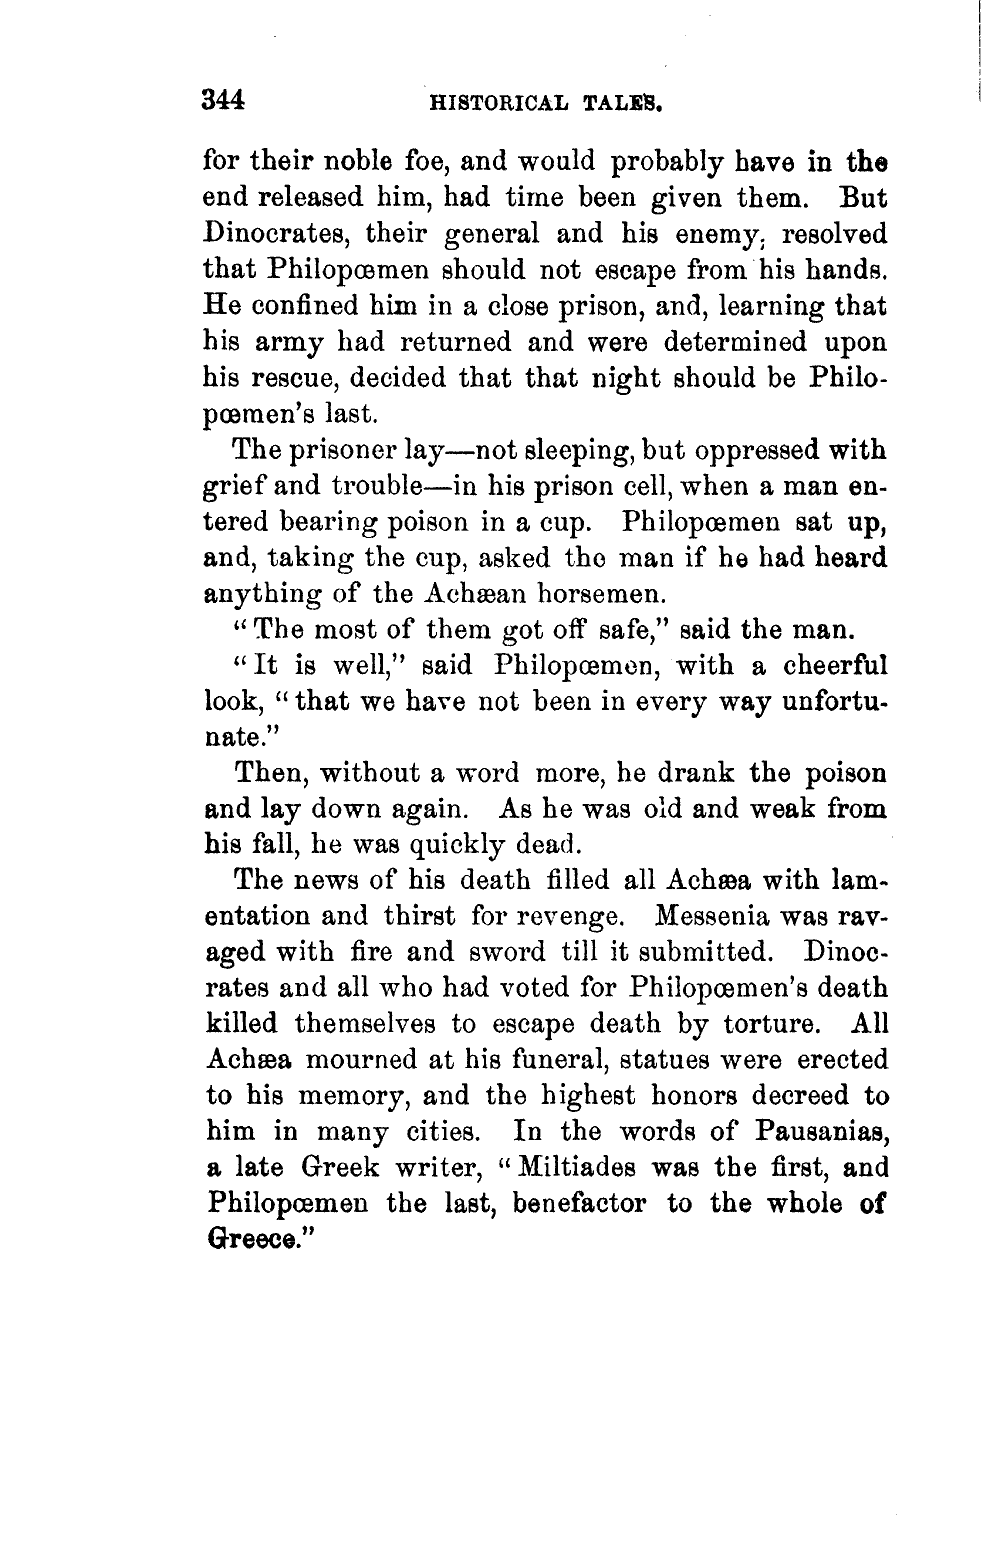 344 HISTORICAL TALES.
for their noble foe, and would probably have in the
end released him, had time been given them. But
Dinocrates, their general and his enemy, resolved
that Philopœmen should not escape from his hands.
He confined him in a close prison, and, learning that
his army had returned and were determined upon
his rescue, decided that that night should be Philo-
pœmen's last.
The prisoner lay—not sleeping, but oppressed with
grief and trouble—in his prison cell, when a man en-
tered bearing poison in a cup. Philopœmen sat up,
and, taking the cup, asked the man if he had heard
anything of the Achæan horsemen.
“The most of them got off safe,” said the man.
“It is well,” said Philopœmen, with a cheerful
look, “that we have not been in every way unfortu-
nate.”
Then, without a word more, he drank the poison
and lay down again. As he was old and weak from
his fall, he was quickly dead.
The news of his death filled all Achæa with lam-
entation and thirst for revenge. Messenia was rav-
aged with fire and sword till it submitted. Dinoc-
rates and all who had voted for Philopœmen's death
killed themselves to escape death by torture. All
Achæa mourned at his funeral, statues were erected
to his memory, and the highest honors decreed to
him in many cities. In the words of Pausanias,
a late Greek writer, “Miltiades was the first, and
Philopœmen the last, benefactor to the whole of
Greece.”